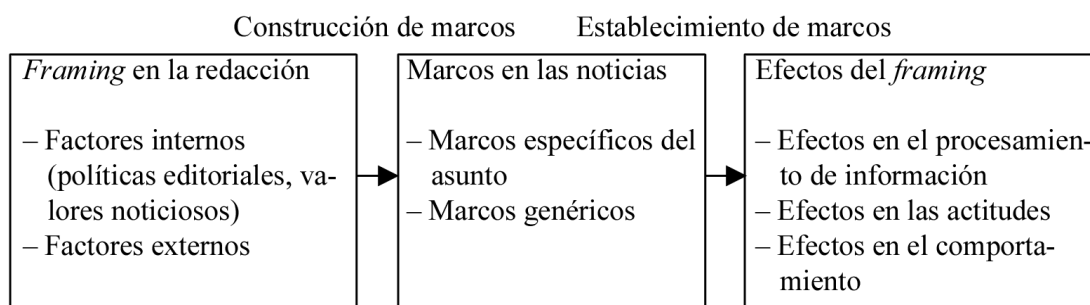 Construcción de marcos Establecimiento de marcos
Framing en la redacción
– Factores internos
(políticas editoriales, va-
lores noticiosos)
– Factores externos
Marcos en las noticias
– Marcos específicos del
asunto
– Marcos genéricos
Efectos del framing
– Efectos en el procesamien-
to de información
– Efectos en las actitudes
– Efectos en el comporta-
miento